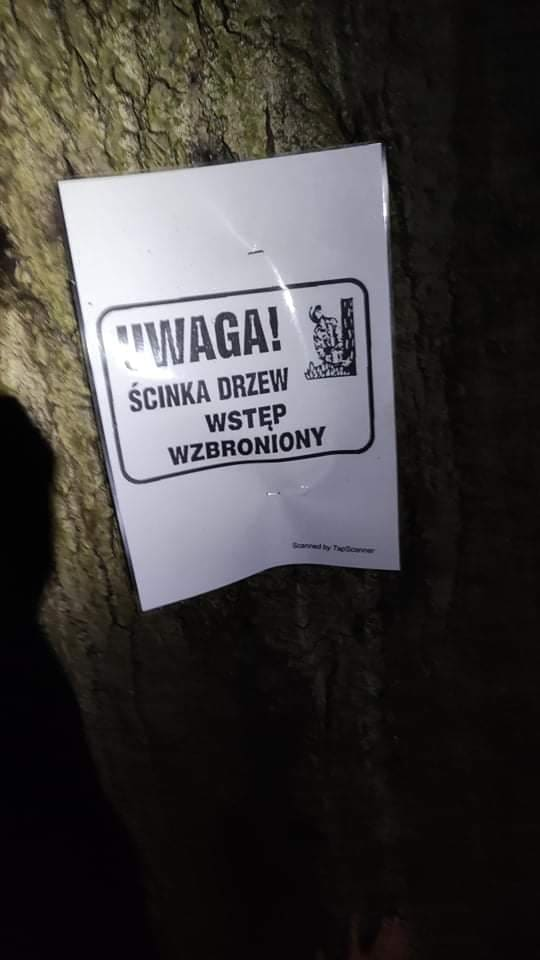 UWAGA!
ŚCINKA DRZEW
WSTĘP
WZBRONIONY
Scanned by TapScanner